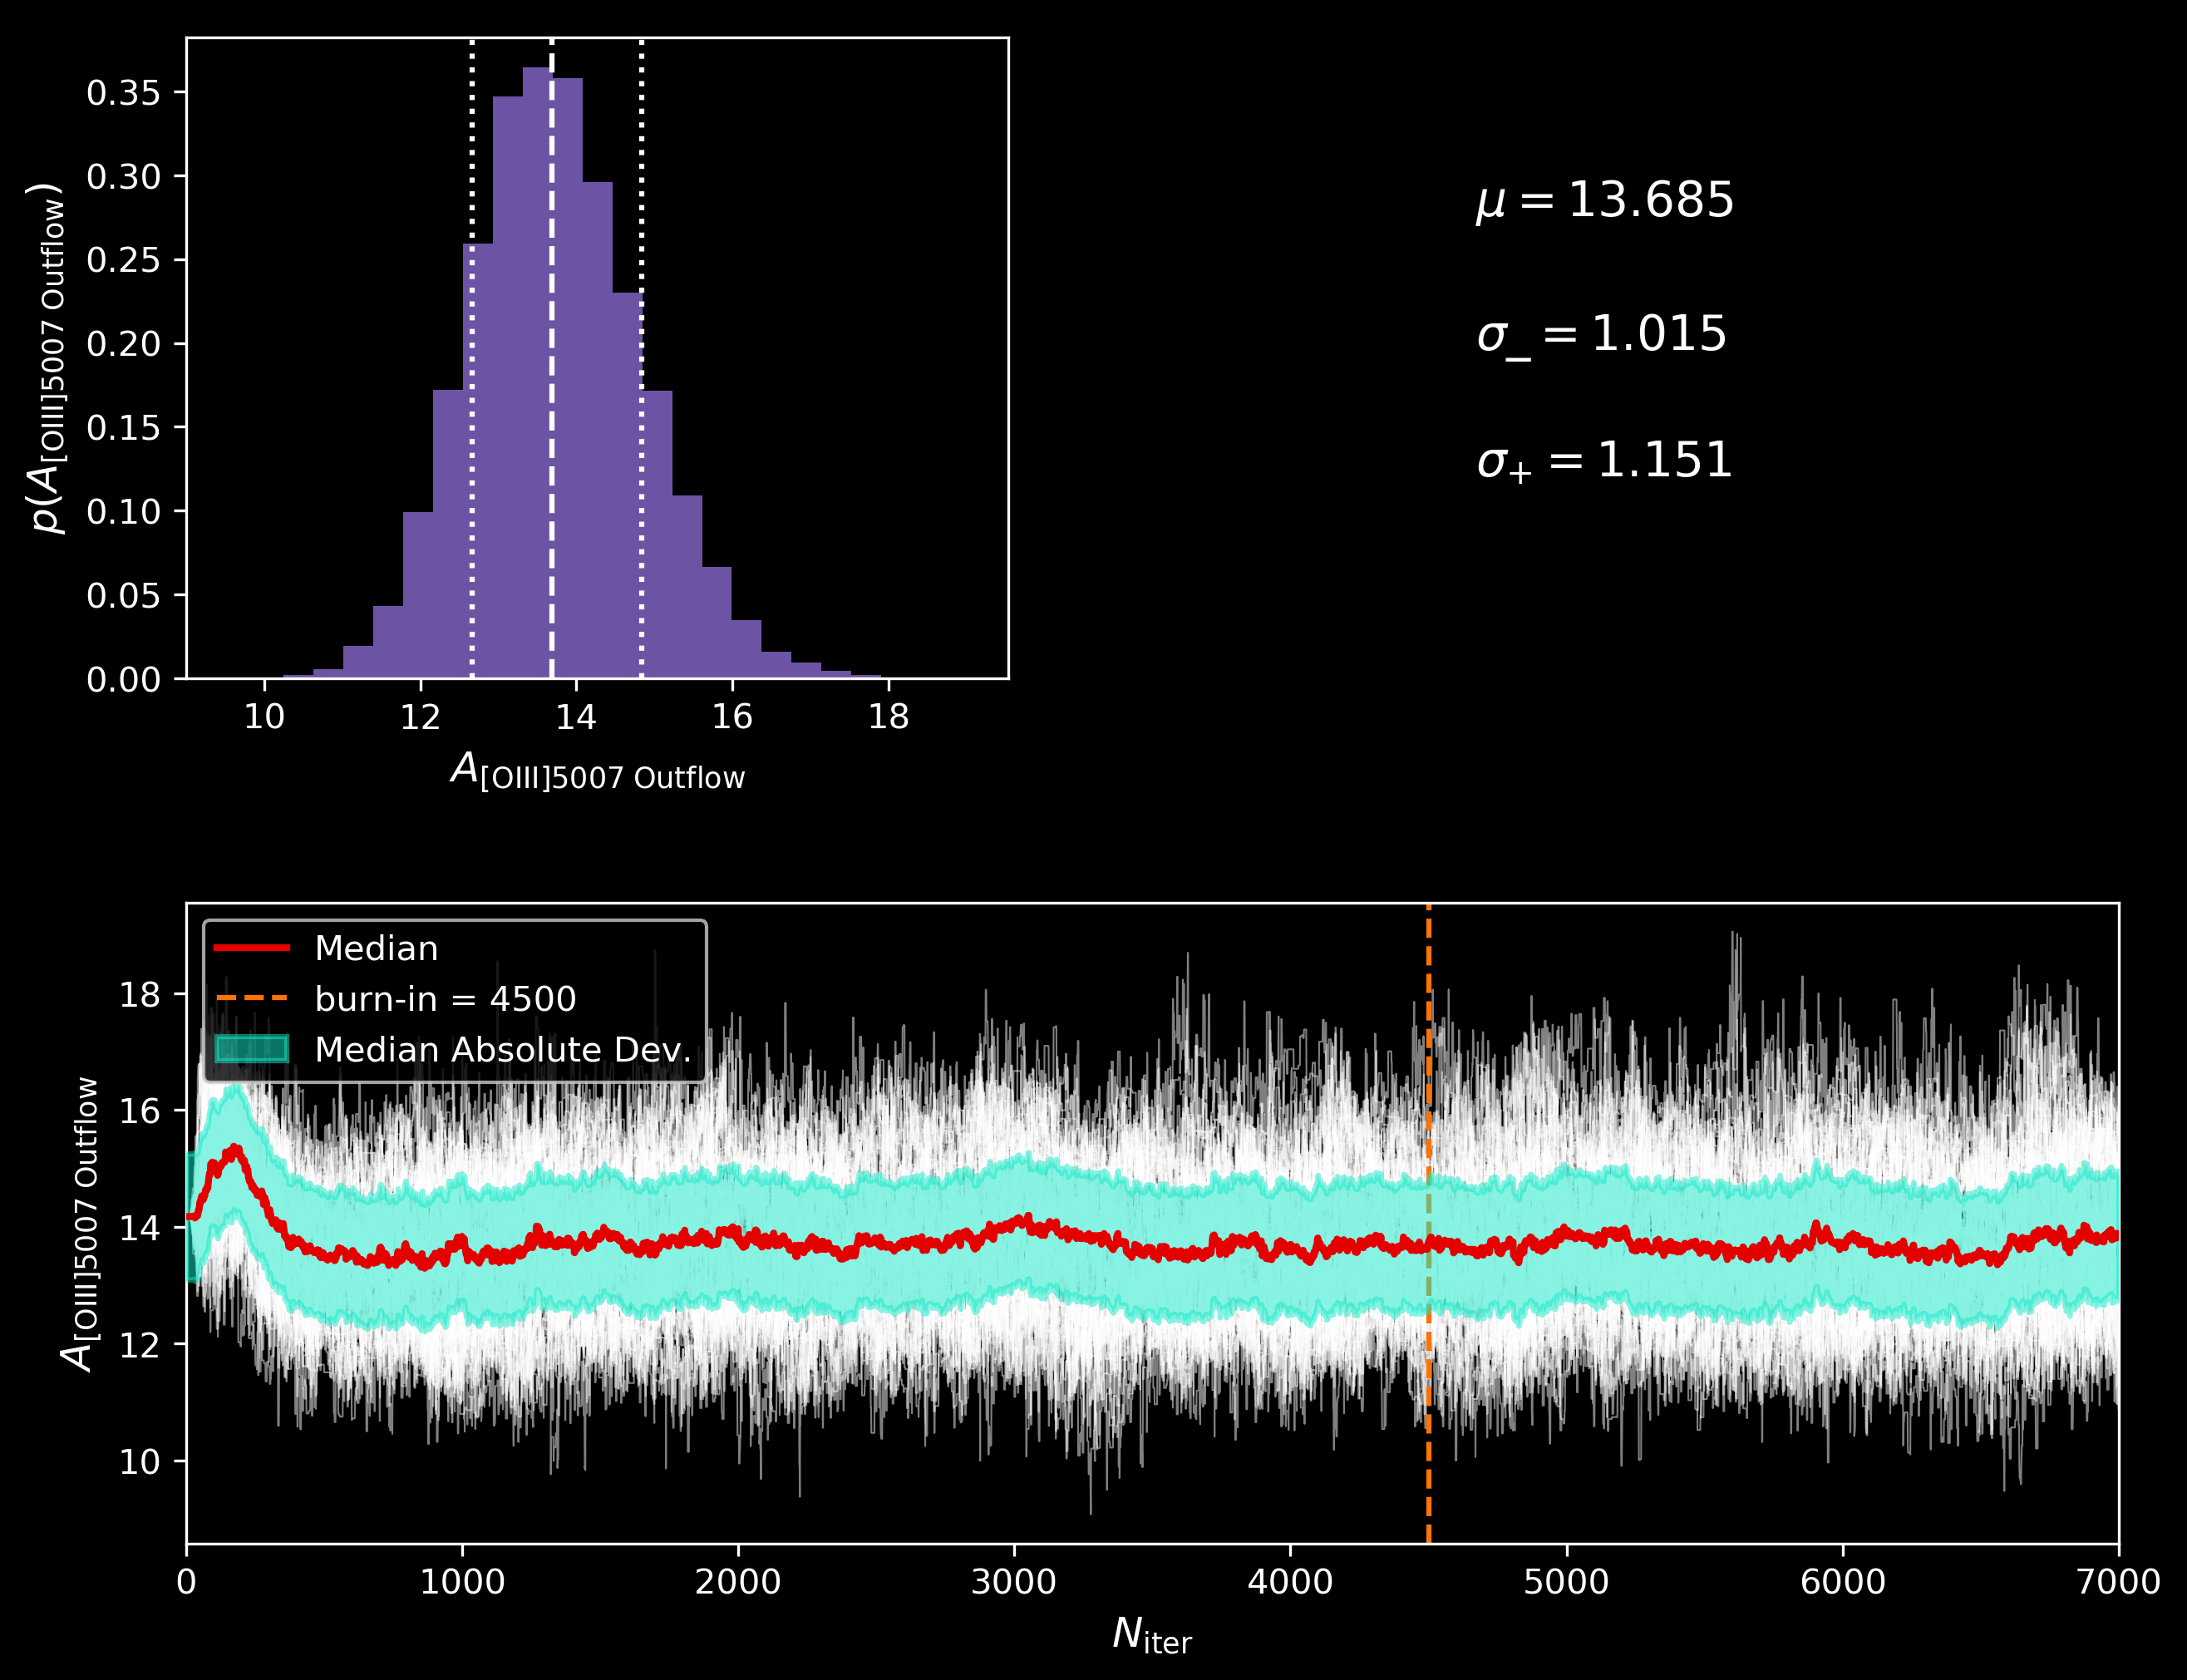 p(A[OIII]5007 Outflow)
0.35
0.30
0.25
0.20
0.15
0.10
0.05
0.00
10 12 14 16 18
A[OIII]5007 Outflow
μ = 13.685
σ− = 1.015
σ+ = 1.151
Median
burn-in = 4500
Median Absolute Dev.
A[OIII]5007 Outflow
18
16
14
12
10
0 1000 2000 3000 4000 5000 6000 7000
Niter